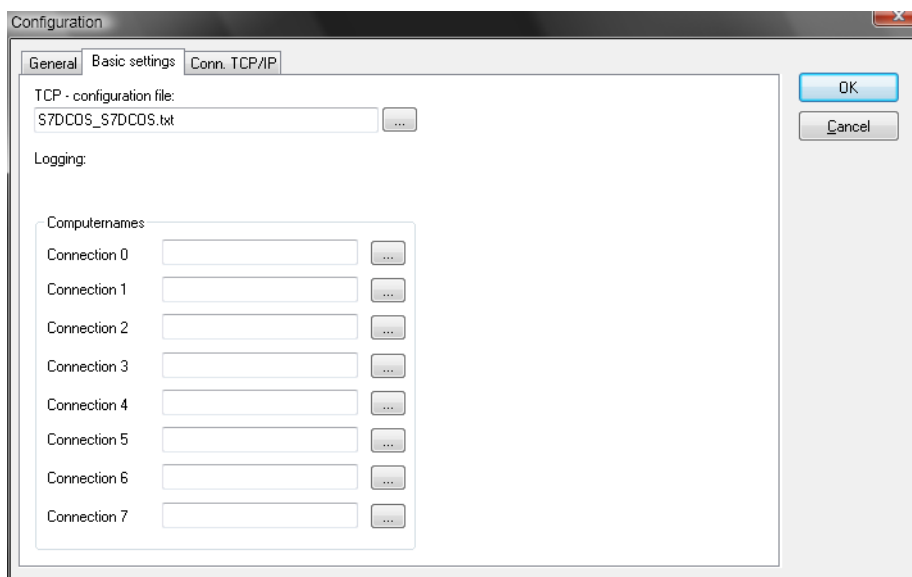 Configuration
General Basic settings Conn. TCP/IP
TCP - configuration file:
S7DCOS_S7DCOS.txt ...
Logging:
Computernames
Connection 0 ...
Connection 1 ...
Connection 2 ...
Connection 3 ...
Connection 4 ...
Connection 5 ...
Connection 6 ...
Connection 7 ...
OK
Cancel